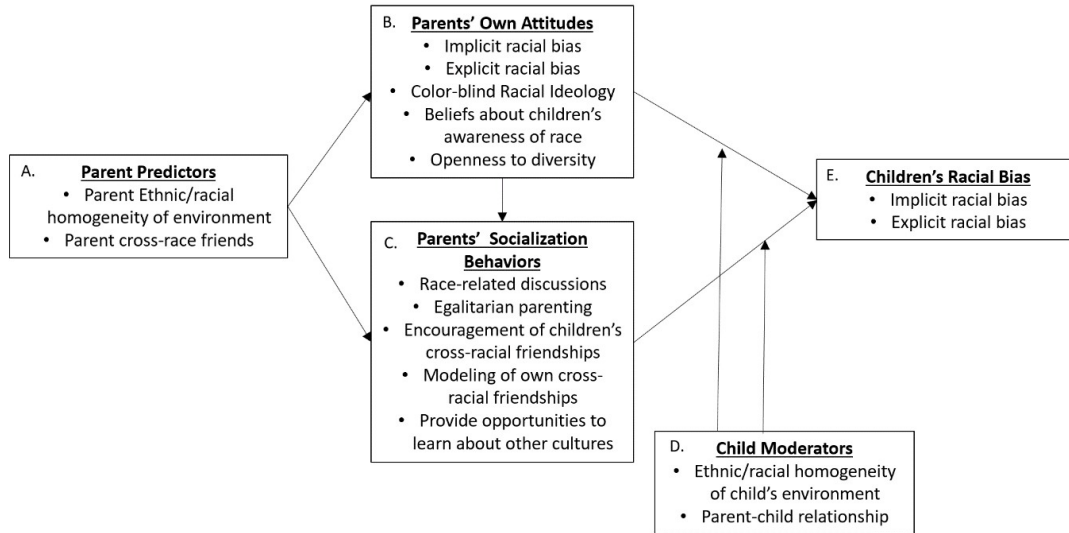 A. Parent Predictors
• Parent Ethnic/racial
homogeneity of environment
• Parent cross-race friends
B. Parents’ Own Attitudes
• Implicit racial bias
• Explicit racial bias
• Color-blind Racial Ideology
• Beliefs about children’s
awareness of race
• Openness to diversity
C. Parents’ Socialization
Behaviors
• Race-related discussions
• Egalitarian parenting
• Encouragement of children’s
cross-racial friendships
• Modeling of own cross-
racial friendships
• Provide opportunities to
learn about other cultures
D. Child Moderators
• Ethnic/racial homogeneity
of child’s environment
• Parent-child relationship
E. Children’s Racial Bias
• Implicit racial bias
• Explicit racial bias